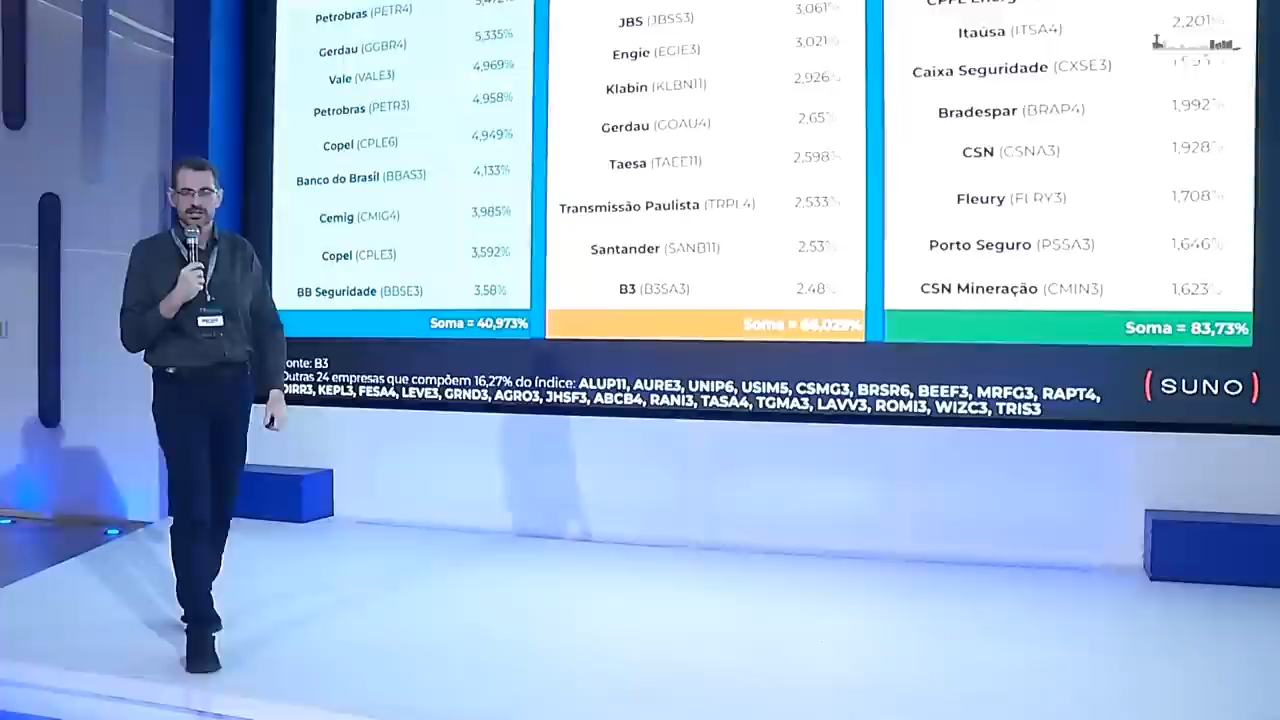 Petrobras (PETR4) 5,472%
Gerdau (GGBR4) 5,335%
Vale (VALE3) 4,969%
Petrobras (PETR3) 4,958%
Copel (CPLE6) 4,949%
Banco do Brasil (BBAS3) 4,133%
Cemig (CMIG4) 3,985%
Copel (CPLE3) 3,592%
BB Seguridade (BBSE3) 3,58%
Soma = 40,973%
JBS (JBSS3) 3,061%
Engie (EGIE3) 3,021%
Klabin (KLBN11) 2,926%
Gerdau (GOAU4) 2,65%
Taesa (TAEE11) 2,598%
Transmissão Paulista (TRPL4) 2,533%
Santander (SANB11) 2,53%
B3 (B3SA3) 2,48%
Soma =
Itaúsa (ITSA4) 2,201%
Caixa Seguridade (CXSE3)
Bradespar (BRAP4) 1,992%
CSN (CSNA3) 1,928%
Fleury (FLRY3) 1,708%
Porto Seguro (PSSA3) 1,646%
CSN Mineração (CMIN3) 1,623%
Soma = 83,73%
onte: B3
Outras 24 empresas que compõem 16,27% do índice: ALUP11, AURE3, UNIP6, USIM5, CSMG3, BRSR6, BEEF3, MRFG3, RAPT4,
KEPL3, FESA4, LEVE3, GRND3, AGRO3, JHSF3, ABCB4, RANI3, TASA4, TGMA3, LAVV3, ROMI3, WIZC3, TRIS3
(SUNO)